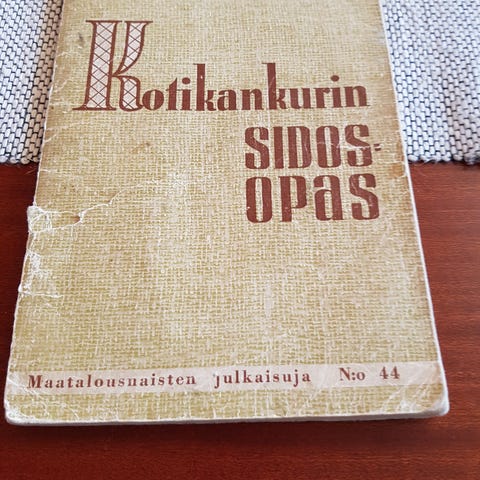 Kotikankurin
SIDOS-
OPAS
Maatalousnaisten julkaisuja N:o 44